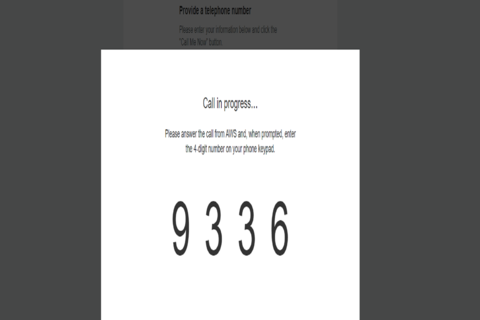 Provide a telephone number
Please enter your information below and click the
"Call Me Now" button.
Call in progress...
Please answer the call from AWS and, when prompted, enter
the 4-digit number on your phone keypad.
9 3 3 6